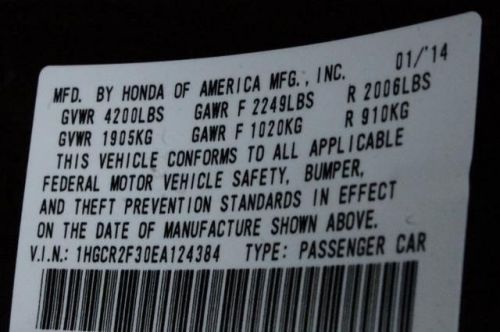 MFD. BY HONDA OF AMERICA MFG., INC. 01/'14
GVWR 4200LBS GAWR F 2249LBS R 2006LBS
GVWR 1905KG GAWR F 1020KG R 910KG
THIS VEHICLE CONFORMS TO ALL APPLICABLE
FEDERAL MOTOR VEHICLE SAFETY, BUMPER,
AND THEFT PREVENTION STANDARDS IN EFFECT
ON THE DATE OF MANUFACTURE SHOWN ABOVE.
V.I.N.: 1HGCR2F30EA124384 TYPE: PASSENGER CAR